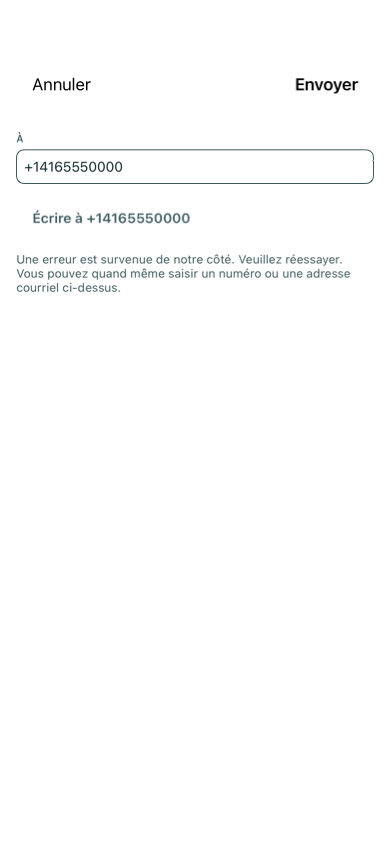 Annuler
Envoyer
À
+14165550000
Écrire à +14165550000
Une erreur est survenue de notre côté. Veuillez réessayer.
Vous pouvez quand même saisir un numéro ou une adresse
courriel ci-dessus.